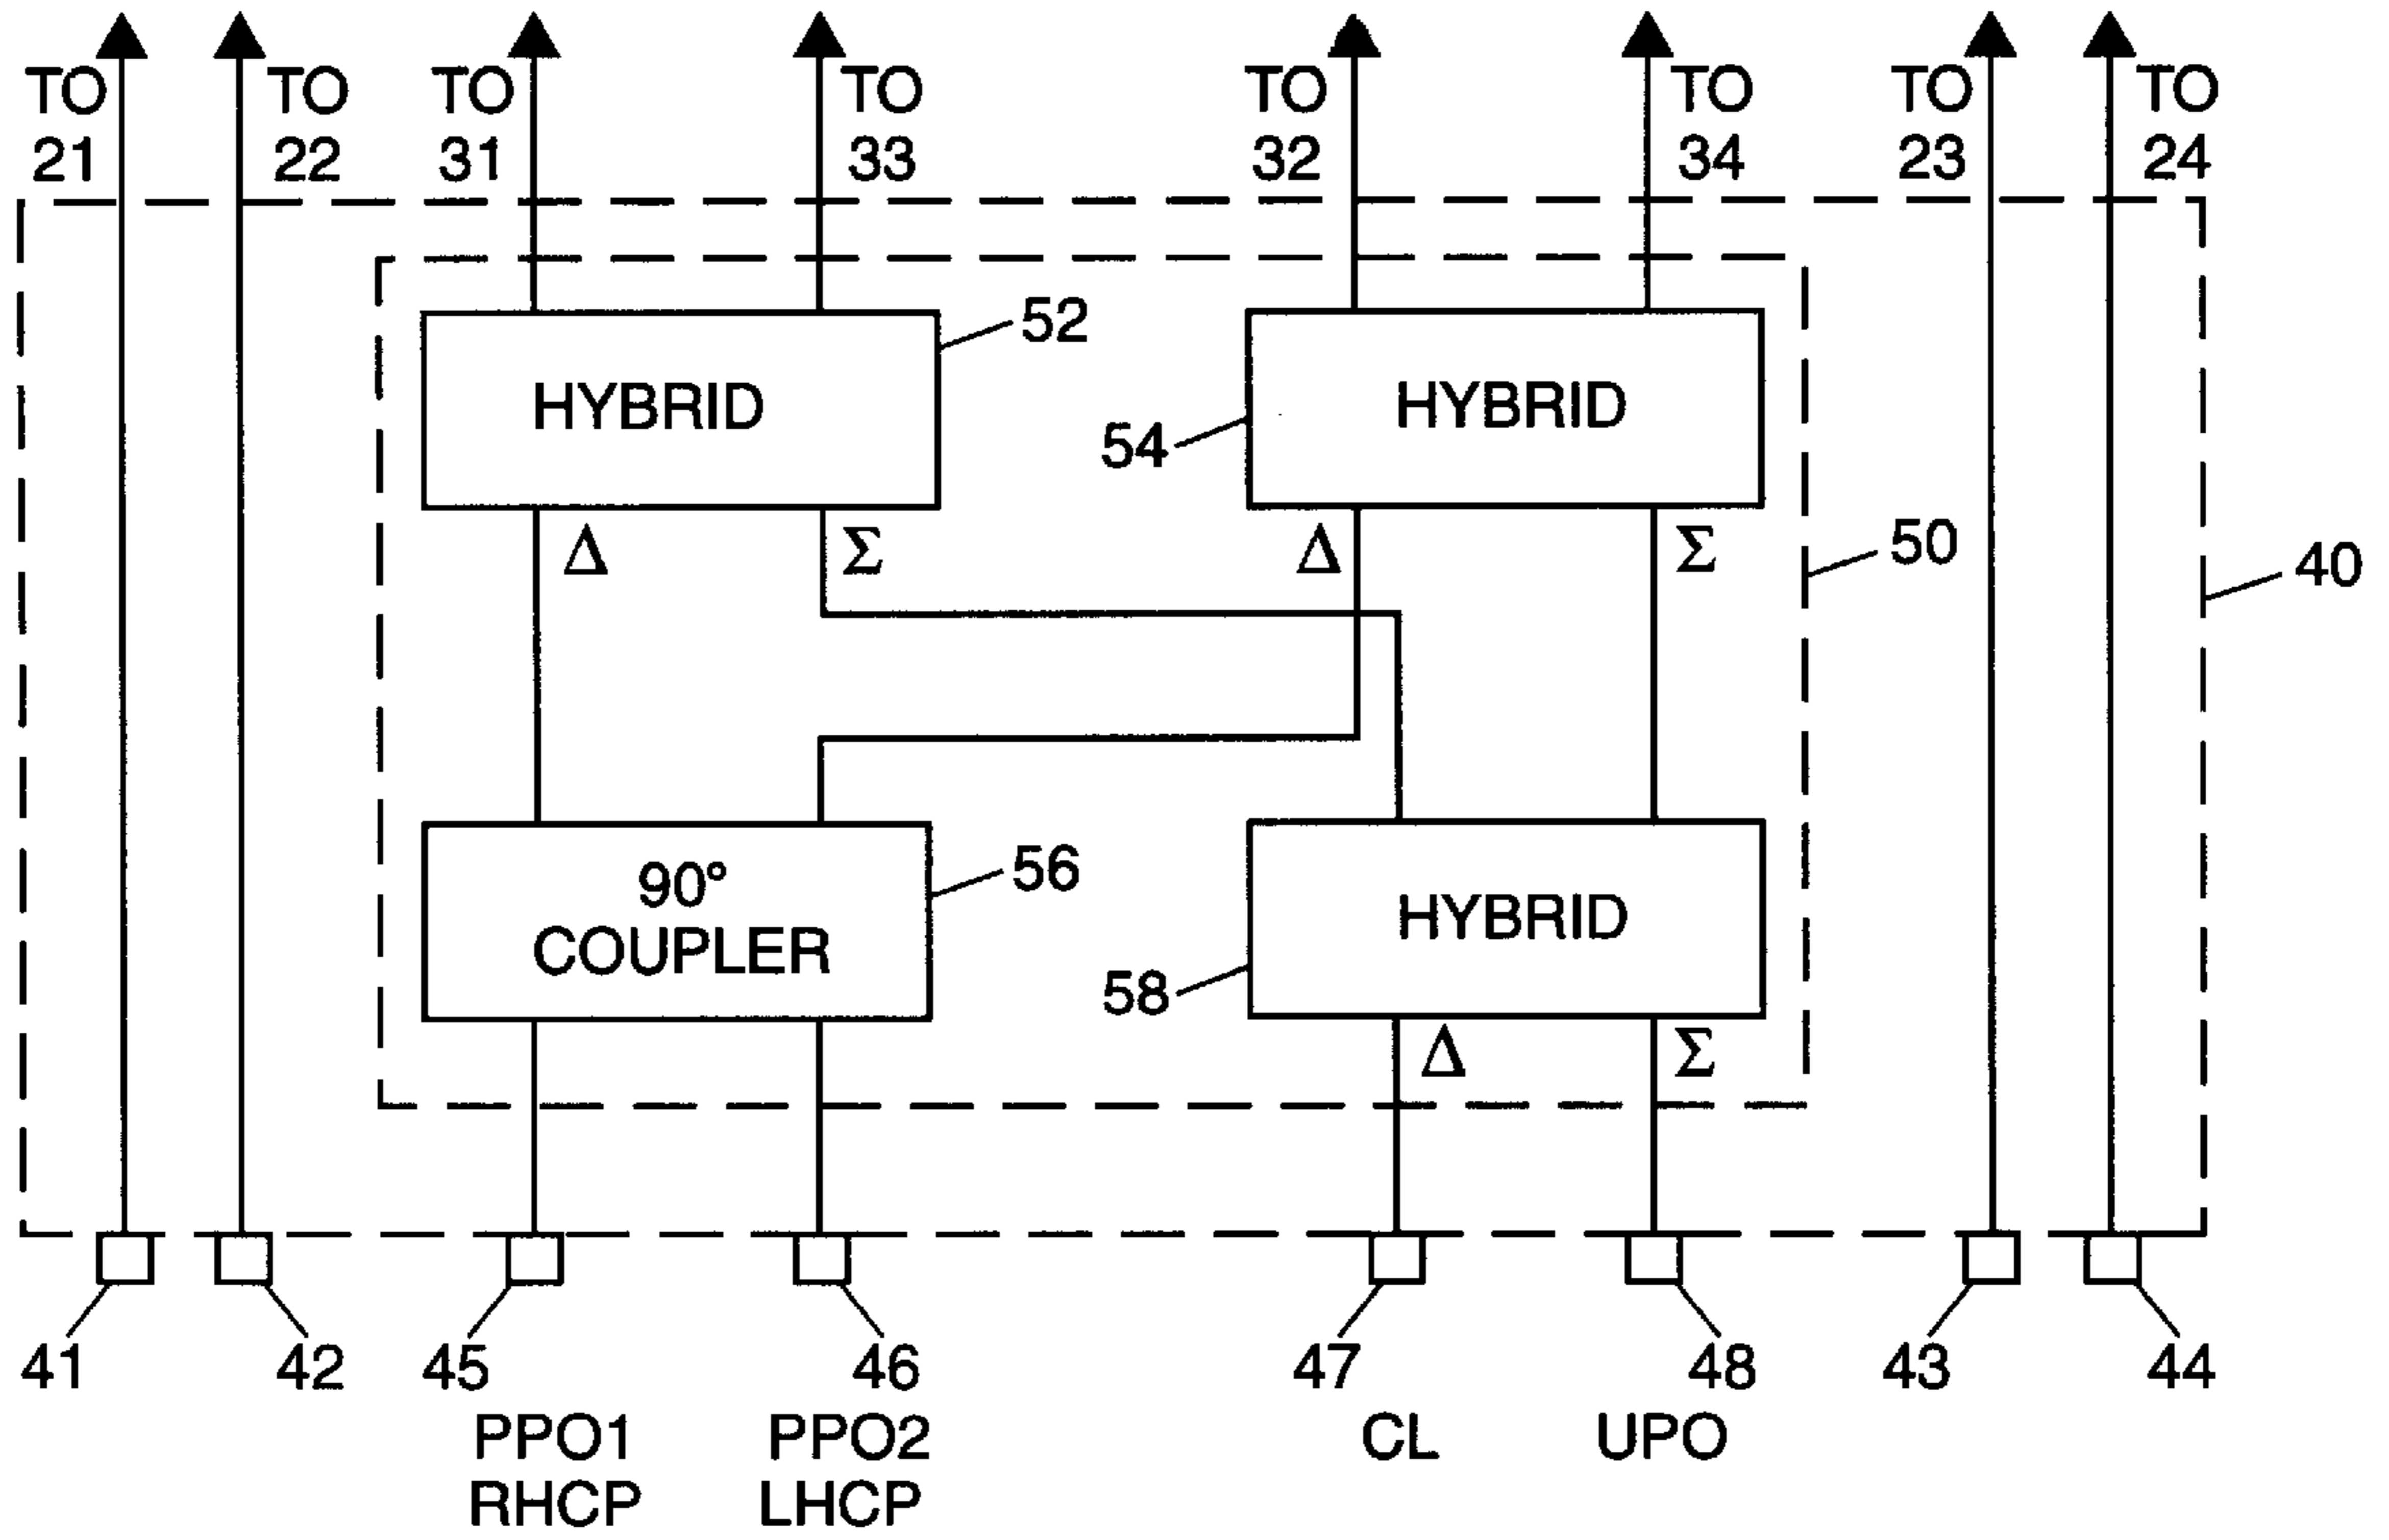 TO TO TO TO TO TO TO TO
21 22 31 33 32 34 23 24
52
HYBRID HYBRID
54
Δ Σ Δ Σ
50
40
90°
COUPLER
56
HYBRID
58
Δ Σ
41 42 45 46 47 48 43 44
PPO1 PPO2 CL UPO
RHCP LHCP